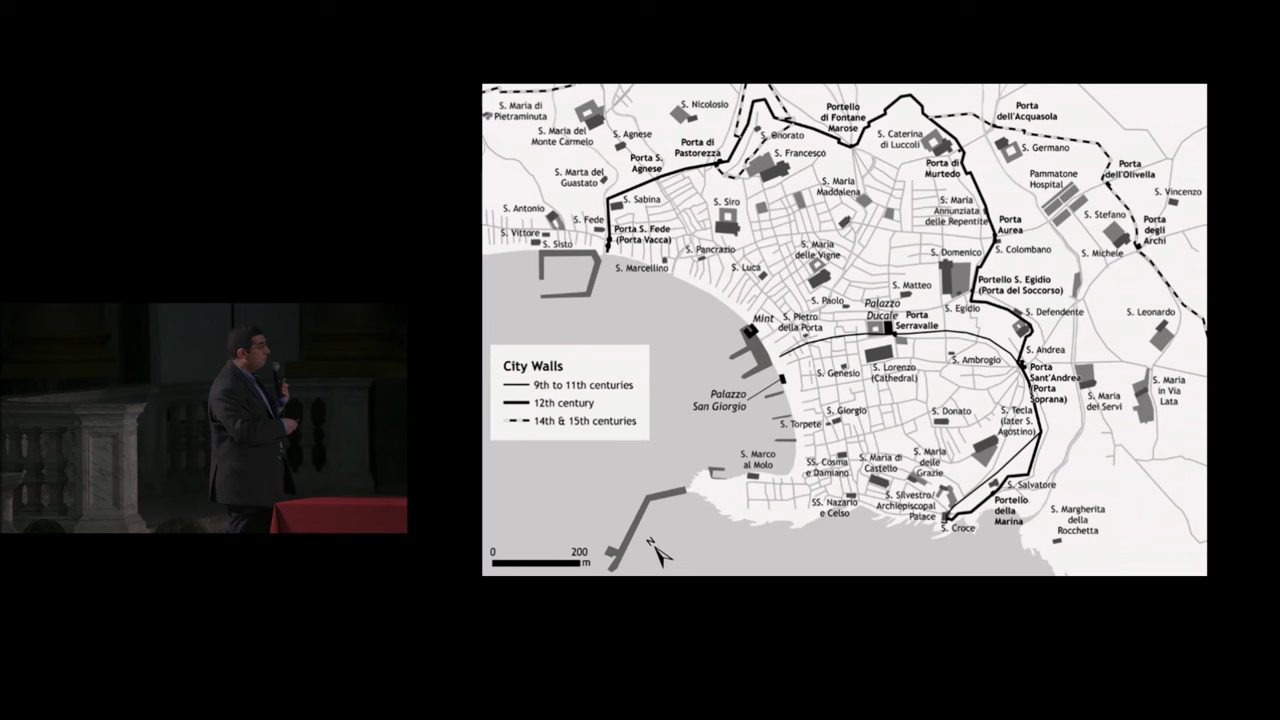 S. Maria di
Pietraminuta
S. Maria del
Monte Carmelo
S. Agnese
S. Nicolosio
Porta di
Pastorezza
Porta S.
Agnese
S. Marta del
Guastato
S. Onorato
S. Francesco
Portello
di Fontane
Marose
S. Caterina
di Luccoli
Porta
dell'Acquasola
S. Germano
Porta di
Murtedo
Pammatone
Hospital
Porta
dell'Olivella
S. Vincenzo
S. Antonio
S. Sabina
S. Fede
S. Vittore
S. Sisto
Porta S. Fede
(Porta Vacca)
S. Siro
S. Maria
Maddalena
S. Maria
Annunziata
delle Repentite
Porta
Aurea
S. Stefano
Porta
degli
Archi
S. Marcellino
S. Pancrazio
S. Luca
S. Maria
delle Vigne
S. Domenico
S. Colombano
S. Michele
S. Matteo
Portello S. Egidio
(Porta del Soccorso)
S. Paolo
Palazzo
Ducale
S. Egidio
S. Defendente
S. Leonardo
Mint
S. Pietro
della Porta
Porta
Serravalle
S. Andrea
City Walls
9th to 11th centuries
12th century
14th & 15th centuries
S. Genesio
S. Lorenzo
(Cathedral)
S. Ambrogio
Porta
Sant'Andrea
(Porta
Soprana)
S. Maria
dei Servi
S. Maria
in Via
Lata
Palazzo
San Giorgio
S. Giorgio
S. Torpete
S. Donato
S. Tecla
(later S.
Agostino)
S. Marco
al Molo
SS. Cosma
e Damiano
S. Maria di
Castello
S. Maria
delle
Grazie
SS. Nazario
e Celso
S. Silvestro/
Archiepiscopal
Palace
S. Croce
S. Salvatore
Portello
della
Marina
S. Margherita
della
Rocchetta
0 200
m
N